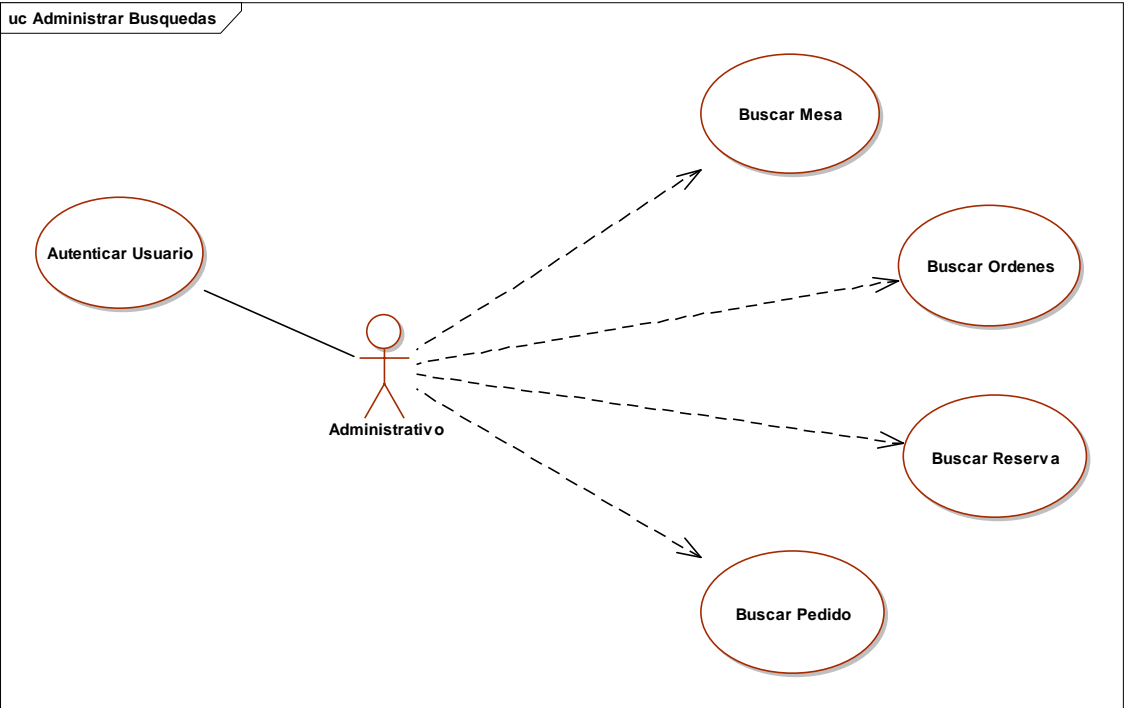 uc Administrar Busquedas
Buscar Mesa
Autenticar Usuario
Buscar Ordenes
Administrativo
Buscar Reserva
Buscar Pedido